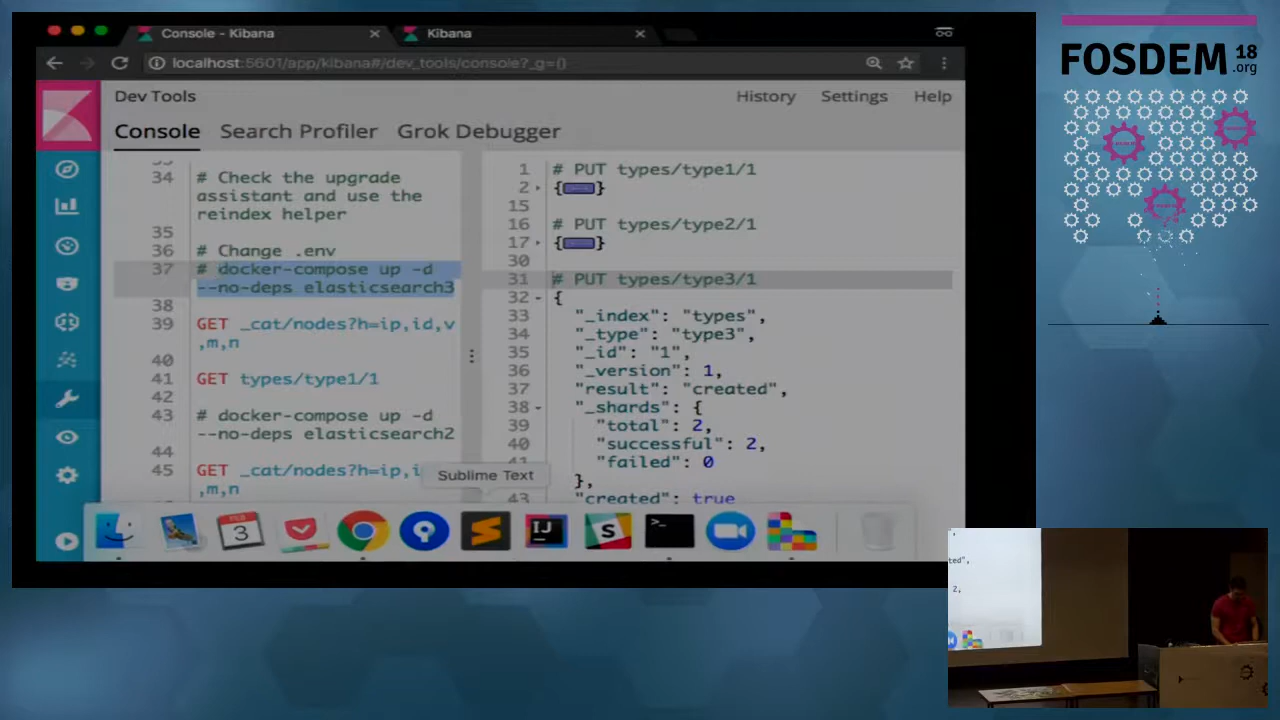 Console - Kibana
Kibana
localhost:5601/app/kibana#/dev_tools/console?_g=()
Dev Tools
History Settings Help
Console Search Profiler Grok Debugger
34 # Check the upgrade
assistant and use the
reindex helper
35
36 # Change .env
37 # docker-compose up -d
--no-deps elasticsearch3
38
39 GET _cat/nodes?h=ip,id,v
,m,n
40
41 GET types/type1/1
42
43 # docker-compose up -d
--no-deps elasticsearch2
44
45 GET _cat/nodes?h=ip,i
,m,n
1 # PUT types/type1/1
2 {...}
15
16 # PUT types/type2/1
17 {...}
30
31 # PUT types/type3/1
32 {
33 "_index": "types",
34 "_type": "type3",
35 "_id": "1",
36 "_version": 1,
37 "result": "created",
38 "_shards": {
39 "total": 2,
40 "successful": 2,
41 "failed": 0
},
43 "created": true
Sublime Text
FEB
3
IJ
S
>_
FOSDEM 18
.org
ted",
2,